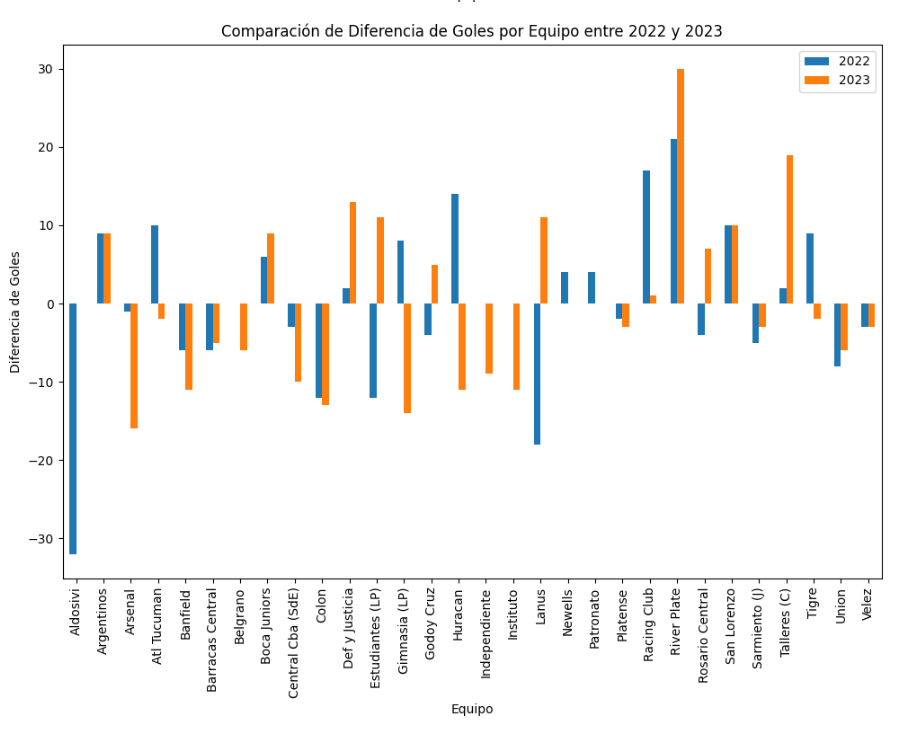 Comparación de Diferencia de Goles por Equipo entre 2022 y 2023
2022
2023
30
20
10
0
−10
−20
−30
Diferencia de Goles
Aldosivi
Argentinos
Arsenal
Atl Tucuman
Banfield
Barracas Central
Belgrano
Boca Juniors
Central Cba (SdE)
Colon
Def y Justicia
Estudiantes (LP)
Gimnasia (LP)
Godoy Cruz
Huracan
Independiente
Instituto
Lanus
Newells
Patronato
Platense
Racing Club
River Plate
Rosario Central
San Lorenzo
Sarmiento (J)
Talleres (C)
Tigre
Union
Velez
Equipo